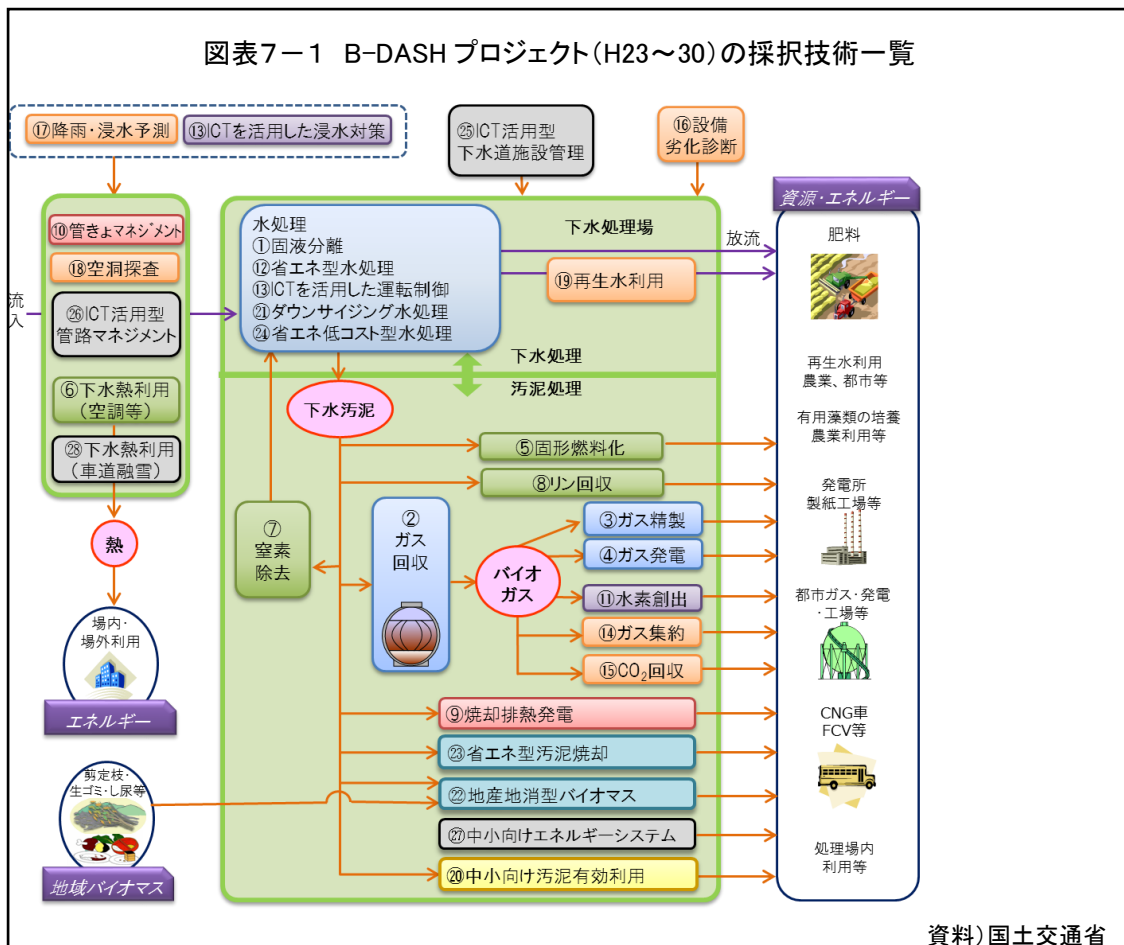 図表7-1 B-DASHプロジェクト(H23～30)の採択技術一覧
⑰降雨・浸水予測
⑬ICTを活用した浸水対策
㉕ICT活用型
下水道施設管理
⑯設備
劣化診断
流
入
⑩管きょマネジメント
⑱空洞探査
㉖ICT活用型
管路マネジメント
⑥下水熱利用
(空調等)
㉘下水熱利用
(車道融雪)
熱
場内・
場外利用
エネルギー
剪定枝・
生ゴミ・し尿等
地域バイオマス
水処理
①固液分離
⑫省エネ型水処理
⑬ICTを活用した運転制御
㉑ダウンサイジング水処理
㉔省エネ低コスト型水処理
下水処理場
放流
⑲再生水利用
下水処理
汚泥処理
下水汚泥
⑤固形燃料化
⑧リン回収
⑦
窒素
除去
②
ガス
回収
バイオ
ガス
③ガス精製
④ガス発電
⑪水素創出
⑭ガス集約
⑮CO₂回収
⑨焼却排熱発電
㉓省エネ型汚泥焼却
㉒地産地消型バイオマス
㉗中小向けエネルギーシステム
⑳中小向け汚泥有効利用
資源・エネルギー
肥料
再生水利用
農業、都市等
有用藻類の培養
農業利用等
発電所
製紙工場等
都市ガス・発電
・工場等
CNG車
FCV等
処理場内
利用等
資料)国土交通省